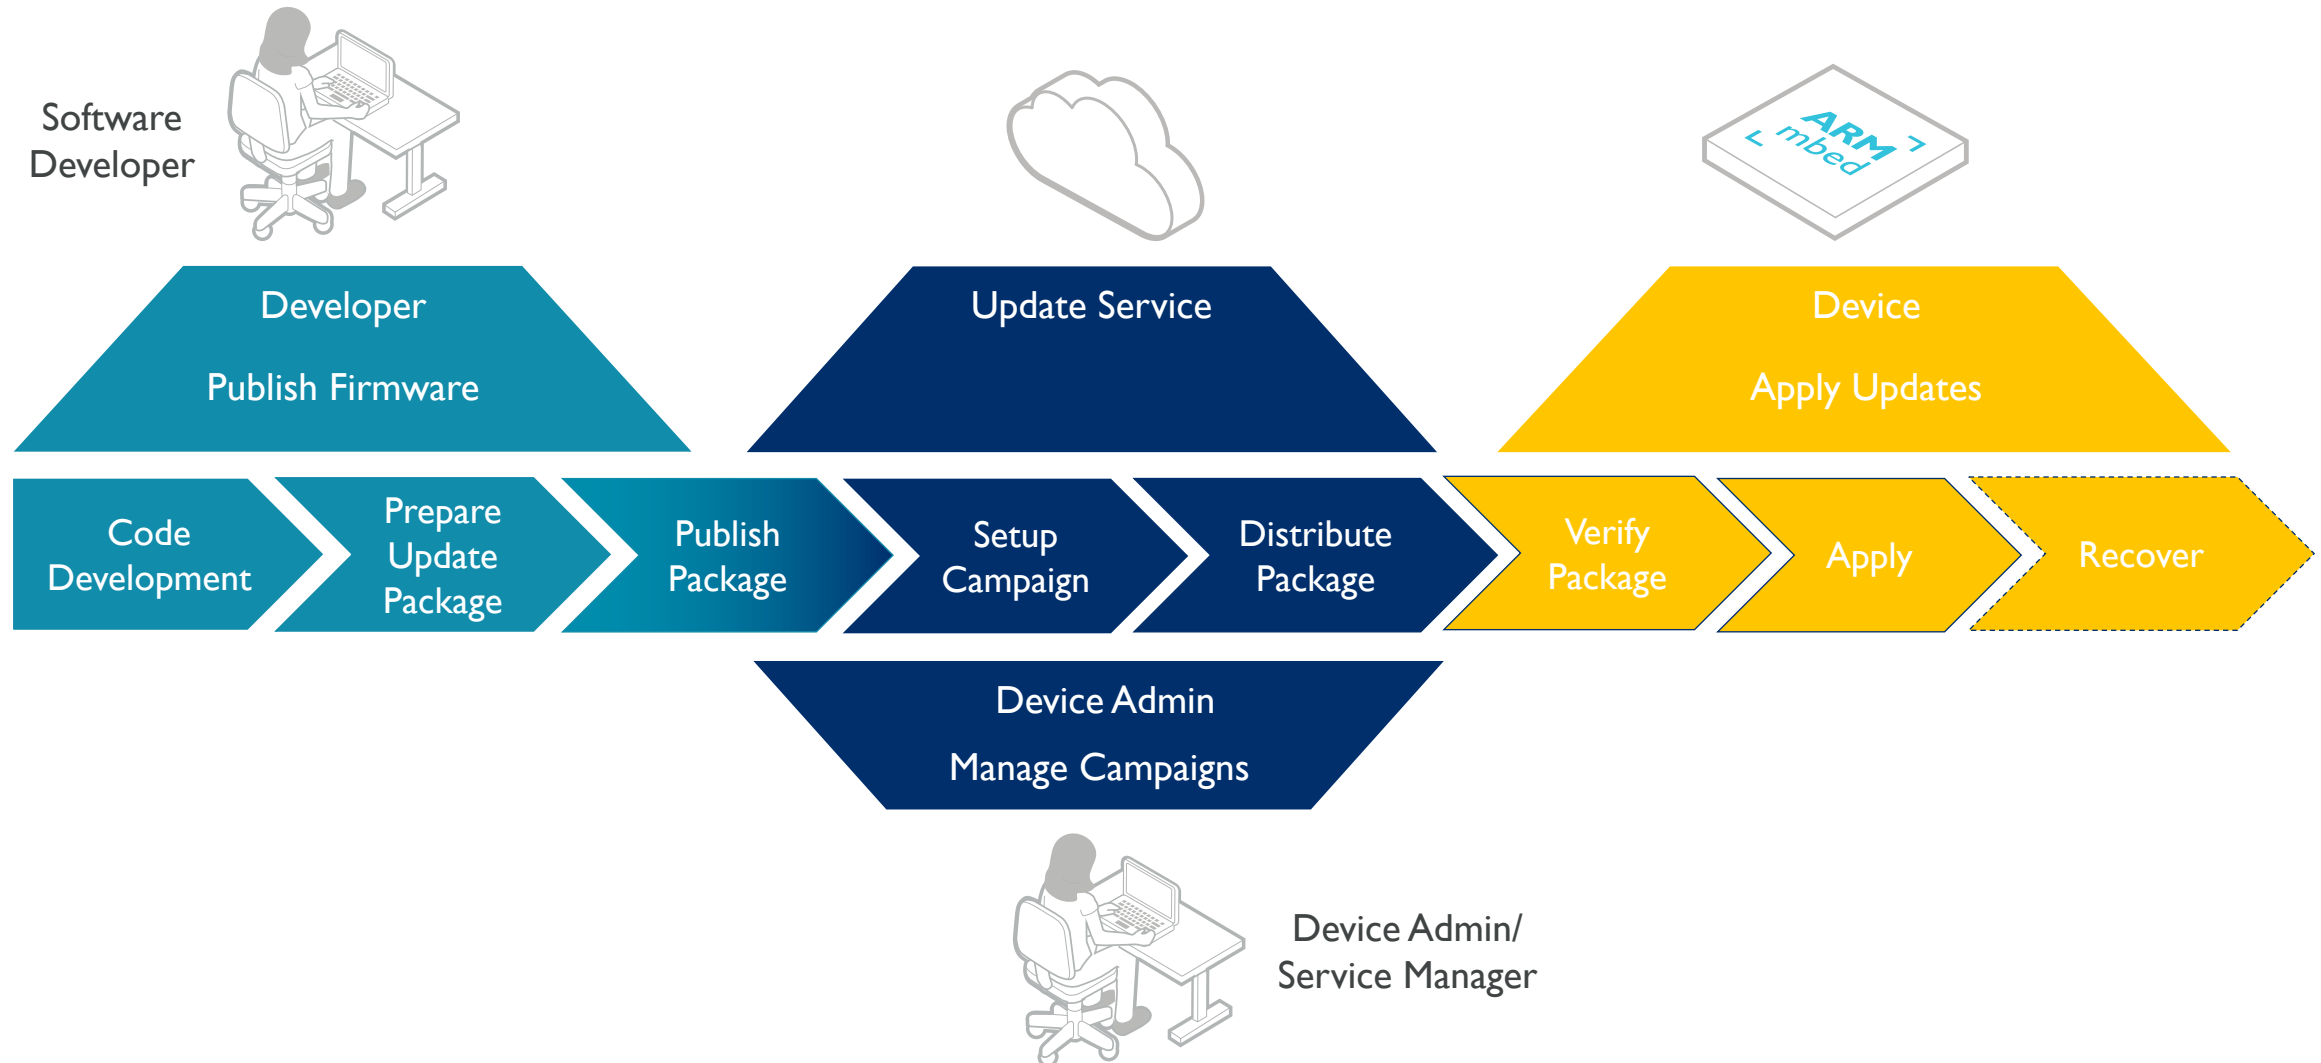 Software
Developer
ARM
mbed
Developer
Publish Firmware
Update Service
Device
Apply Updates
Code
Development
Prepare
Update
Package
Publish
Package
Setup
Campaign
Distribute
Package
Verify
Package
Apply
Recover
Device Admin
Manage Campaigns
Device Admin/
Service Manager